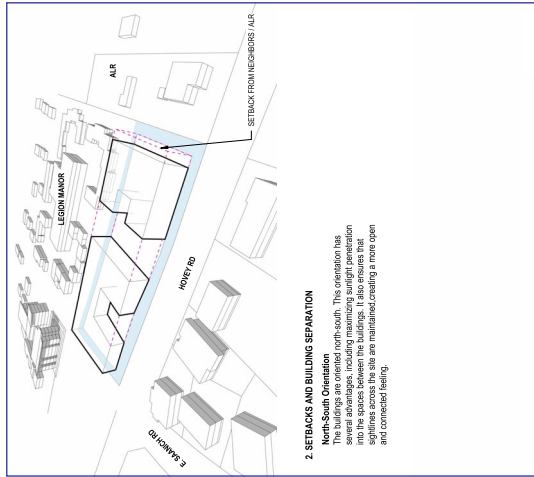 ALR
SETBACK FROM NEIGHBORS / ALR
LEGION MANOR
HOVEY RD
E. SAANICH RD
2. SETBACKS AND BUILDING SEPARATION
North-South Orientation
The buildings are oriented north-south. This orientation has
several advantages, including maximizing sunlight penetration
into the spaces between the buildings. It also ensures that
sightlines across the site are maintained,creating a more open
and connected feeling.